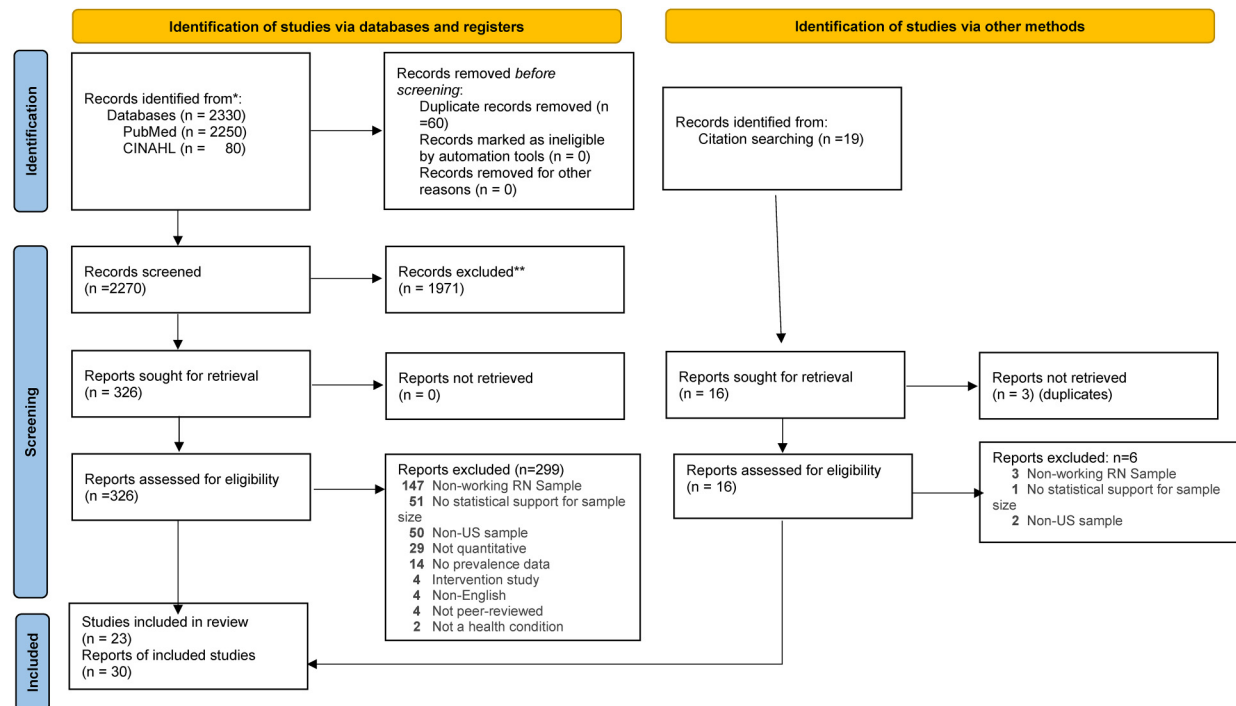 Identification of studies via databases and registers
Identification of studies via other methods
Identification
Records identified from*:
Databases (n = 2330)
PubMed (n = 2250)
CINAHL (n = 80)
Records removed before
screening:
Duplicate records removed (n
=60)
Records marked as ineligible
by automation tools (n = 0)
Records removed for other
reasons (n = 0)
Records identified from:
Citation searching (n =19)
Screening
Records screened
(n =2270)
Records excluded**
(n = 1971)
Reports sought for retrieval
(n = 326)
Reports not retrieved
(n = 0)
Reports sought for retrieval
(n = 16)
Reports not retrieved
(n = 3) (duplicates)
Reports assessed for eligibility
(n =326)
Reports excluded (n=299)
147 Non-working RN Sample
51 No statistical support for sample
size
50 Non-US sample
29 Not quantitative
14 No prevalence data
4 Intervention study
4 Non-English
4 Not peer-reviewed
2 Not a health condition
Reports assessed for eligibility
(n = 16)
Reports excluded: n=6
3 Non-working RN Sample
1 No statistical support for sample
size
2 Non-US sample
Included
Studies included in review
(n = 23)
Reports of included studies
(n = 30)